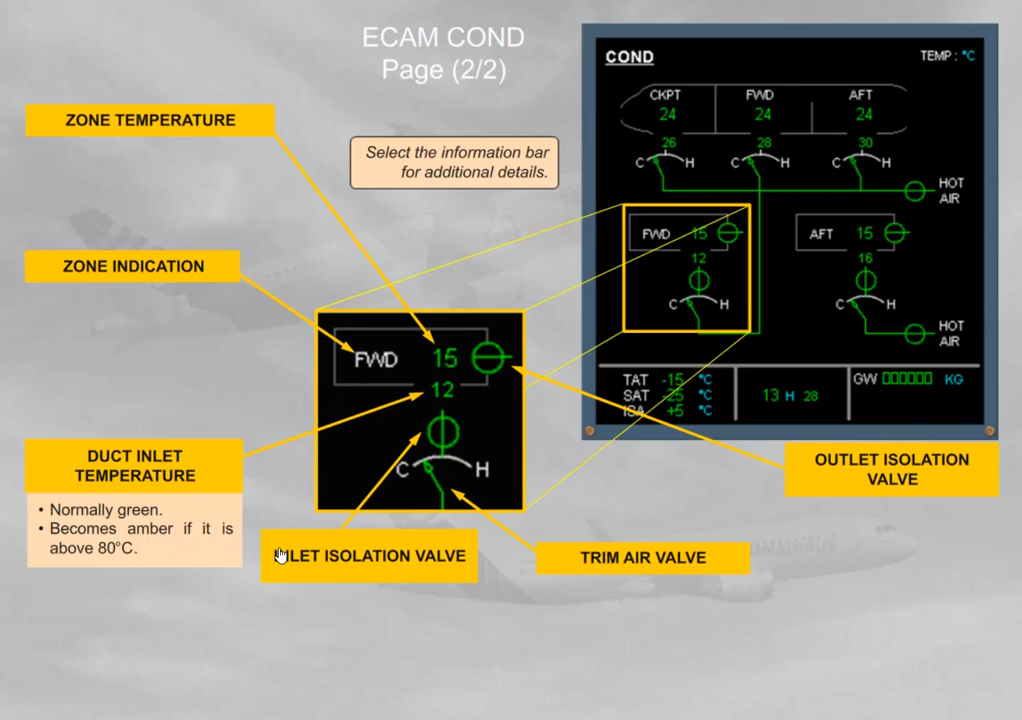 ECAM COND
Page (2/2)
COND
TEMP : °C
CKPT FWD AFT
24 24 24
26 28 30
C H C H C H
HOT
AIR
ZONE TEMPERATURE
Select the information bar
for additional details.
FWD 15
12
C H
AFT 15
16
C H
HOT
AIR
ZONE INDICATION
FWD 15
12
C H
TAT -15 °C
SAT -25 °C
ISA +5 °C
13 H 28
GW KG
DUCT INLET
TEMPERATURE
• Normally green.
• Becomes amber if it is
above 80°C.
OUTLET ISOLATION
VALVE
INLET ISOLATION VALVE
TRIM AIR VALVE